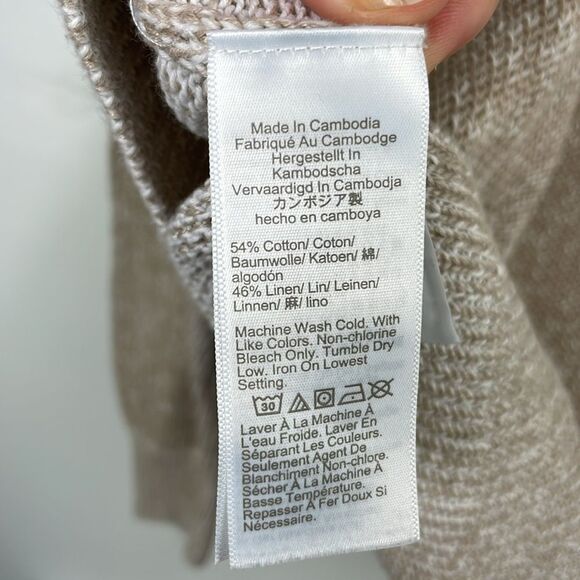 Made In Cambodia
Fabriqué Au Cambodge
Hergestellt In
Kambodscha
Vervaardigd In Cambodja
カンボジア製
hecho en camboya
54% Cotton/ Coton/
Baumwolle/ Katoen/ 綿/
algodón
46% Linen/ Lin/ Leinen/
Linnen/ 麻/ lino
Machine Wash Cold. With
Like Colors. Non-chlorine
Bleach Only. Tumble Dry
Low. Iron On Lowest
Setting.
30
Laver À La Machine À
L'eau Froide. Laver En
Séparant Les Couleurs.
Seulement Agent De
Blanchiment Non-chlore.
Sécher À La Machine À
Basse Température.
Repasser À Fer Doux Si
Nécessaire.